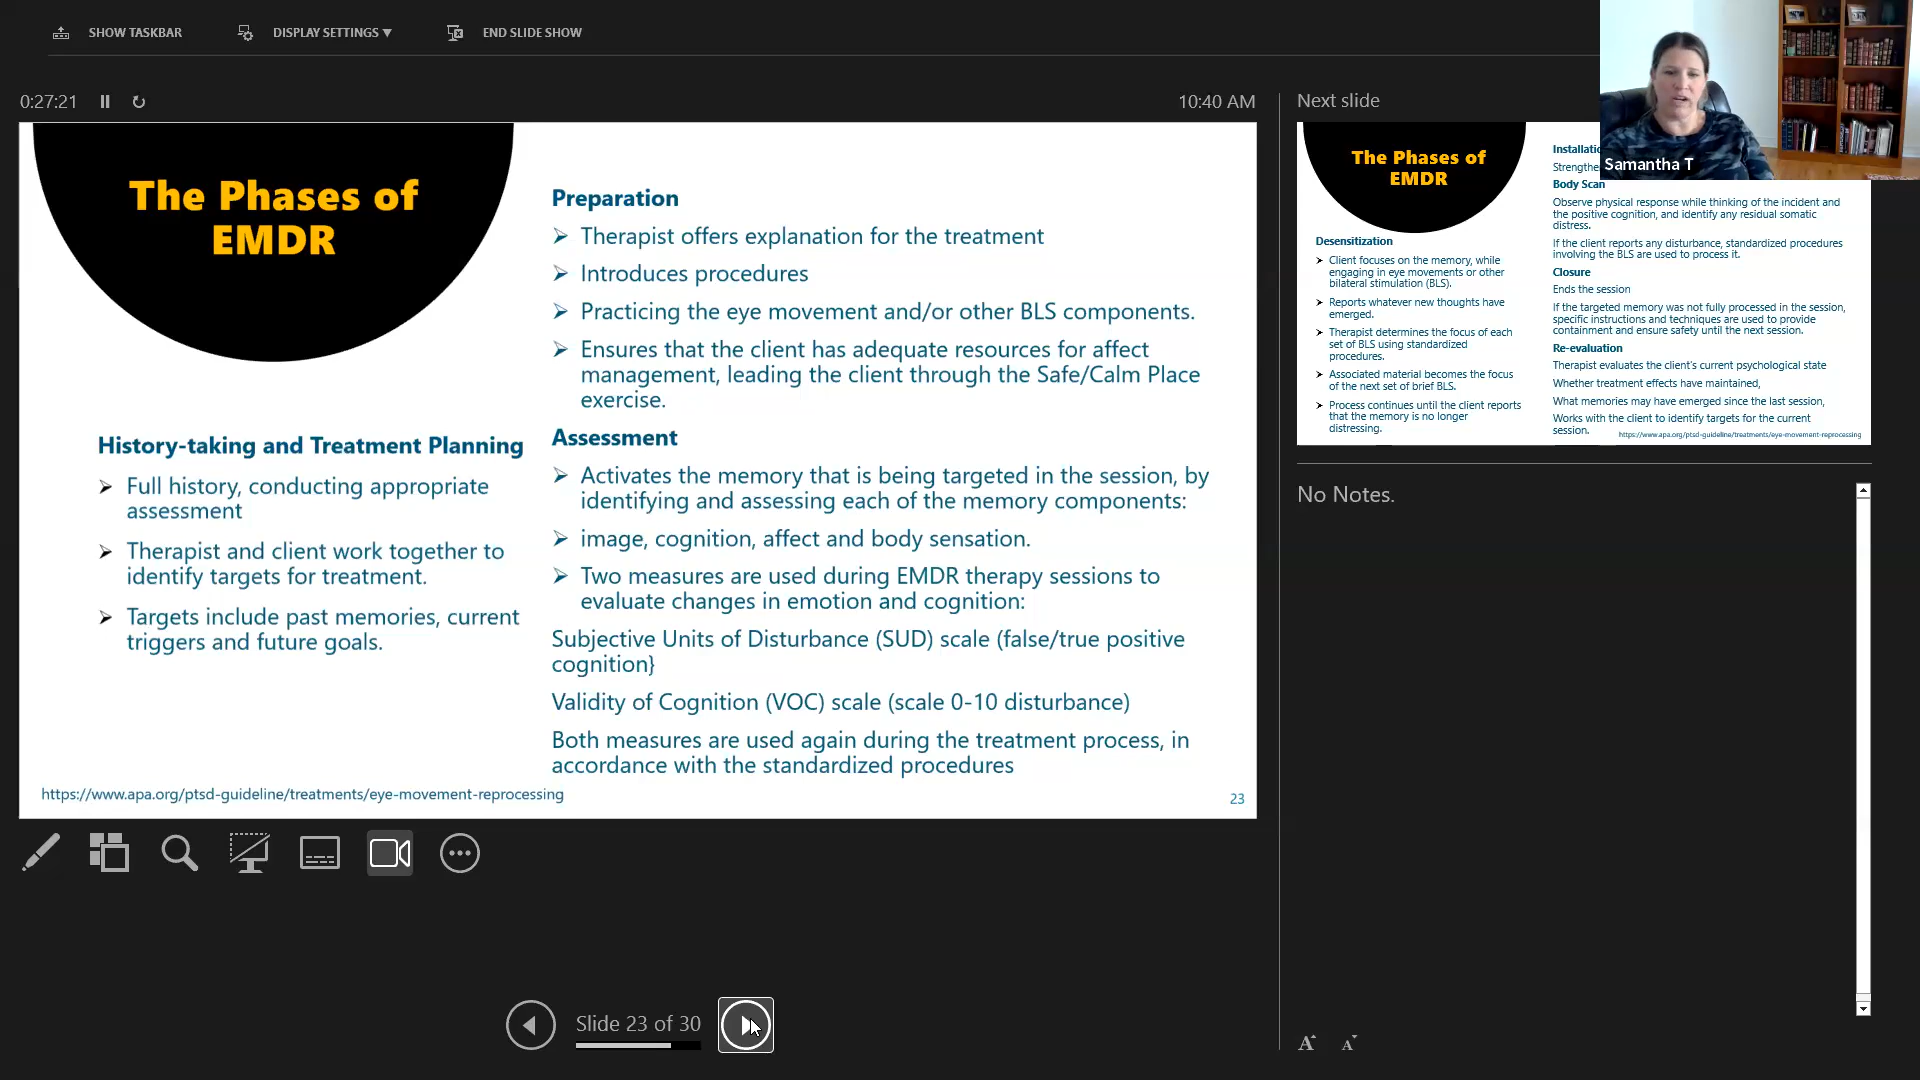 SHOW TASKBAR
DISPLAY SETTINGS ▼
END SLIDE SHOW
0:27:21
10:40 AM
The Phases of
EMDR
History-taking and Treatment Planning
Full history, conducting appropriate
assessment
Therapist and client work together to
identify targets for treatment.
Targets include past memories, current
triggers and future goals.
Preparation
Therapist offers explanation for the treatment
Introduces procedures
Practicing the eye movement and/or other BLS components.
Ensures that the client has adequate resources for affect
management, leading the client through the Safe/Calm Place
exercise.
Assessment
Activates the memory that is being targeted in the session, by
identifying and assessing each of the memory components:
image, cognition, affect and body sensation.
Two measures are used during EMDR therapy sessions to
evaluate changes in emotion and cognition:
Subjective Units of Disturbance (SUD) scale (false/true positive
cognition}
Validity of Cognition (VOC) scale (scale 0-10 disturbance)
Both measures are used again during the treatment process, in
accordance with the standardized procedures
https://www.apa.org/ptsd-guideline/treatments/eye-movement-reprocessing
23
Slide 23 of 30
Next slide
Samantha T
The Phases of
EMDR
Desensitization
Client focuses on the memory, while
engaging in eye movements or other
bilateral stimulation (BLS).
Reports whatever new thoughts have
emerged.
Therapist determines the focus of each
set of BLS using standardized
procedures.
Associated material becomes the focus
of the next set of brief BLS.
Process continues until the client reports
that the memory is no longer
distressing.
Installatio
Strengthe
Body Scan
Observe physical response while thinking of the incident and
the positive cognition, and identify any residual somatic
distress.
If the client reports any disturbance, standardized procedures
involving the BLS are used to process it.
Closure
Ends the session
If the targeted memory was not fully processed in the session,
specific instructions and techniques are used to provide
containment and ensure safety until the next session.
Re-evaluation
Therapist evaluates the client's current psychological state
Whether treatment effects have maintained,
What memories may have emerged since the last session,
Works with the client to identify targets for the current
session.
https://www.apa.org/ptsd-guideline/treatments/eye-movement-reprocessing
No Notes.
A A